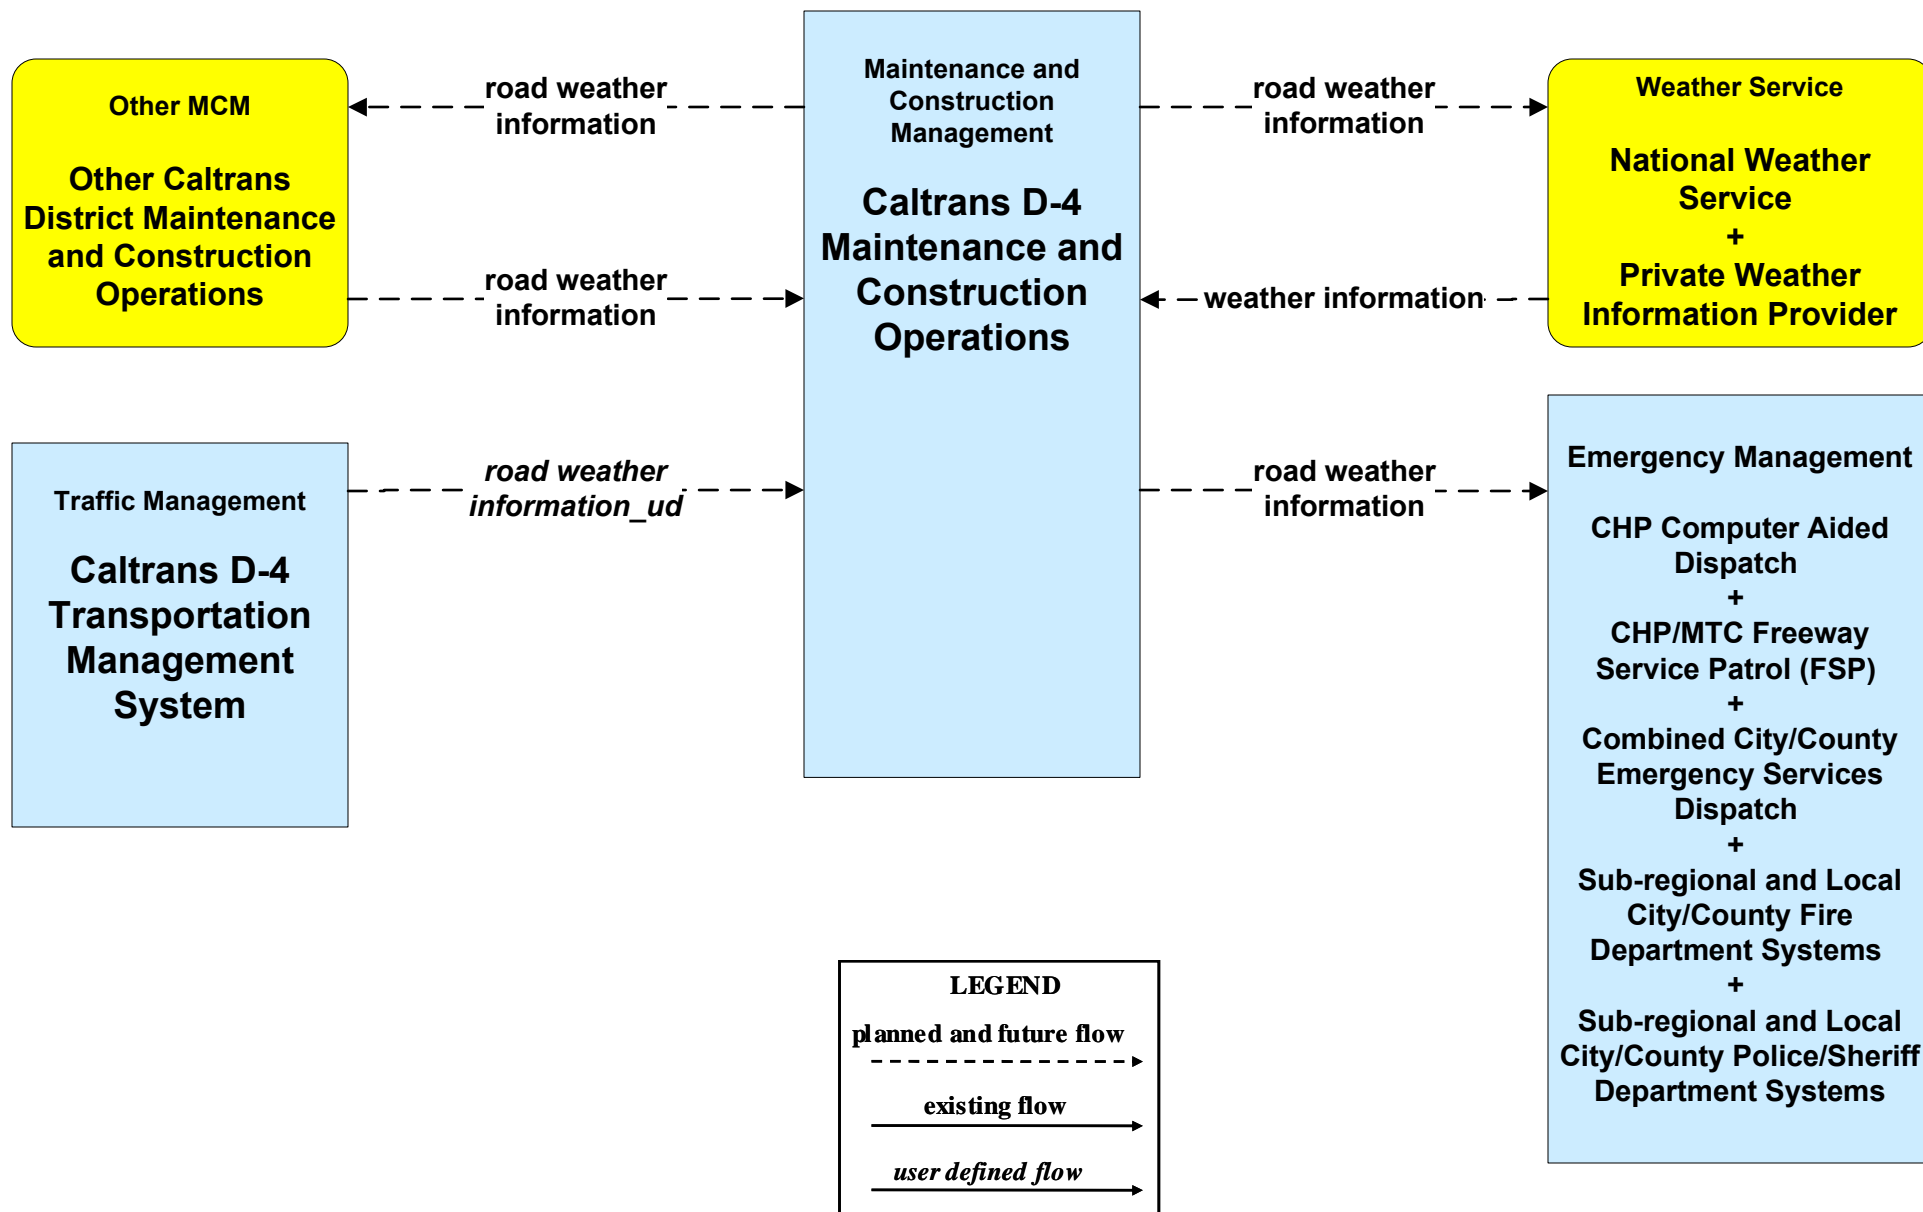 Other MCM
Other Caltrans
District Maintenance
and Construction
Operations
road weather
information
road weather
information
Maintenance and
Construction
Management
Caltrans D-4
Maintenance and
Construction
Operations
road weather
information
weather information
Weather Service
National Weather
Service
+
Private Weather
Information Provider
Traffic Management
Caltrans D-4
Transportation
Management
System
road weather
information_ud
road weather
information
Emergency Management
CHP Computer Aided
Dispatch
+
CHP/MTC Freeway
Service Patrol (FSP)
+
Combined City/County
Emergency Services
Dispatch
+
Sub-regional and Local
City/County Fire
Department Systems
+
Sub-regional and Local
City/County Police/Sheriff
Department Systems
LEGEND
planned and future flow
existing flow
user defined flow